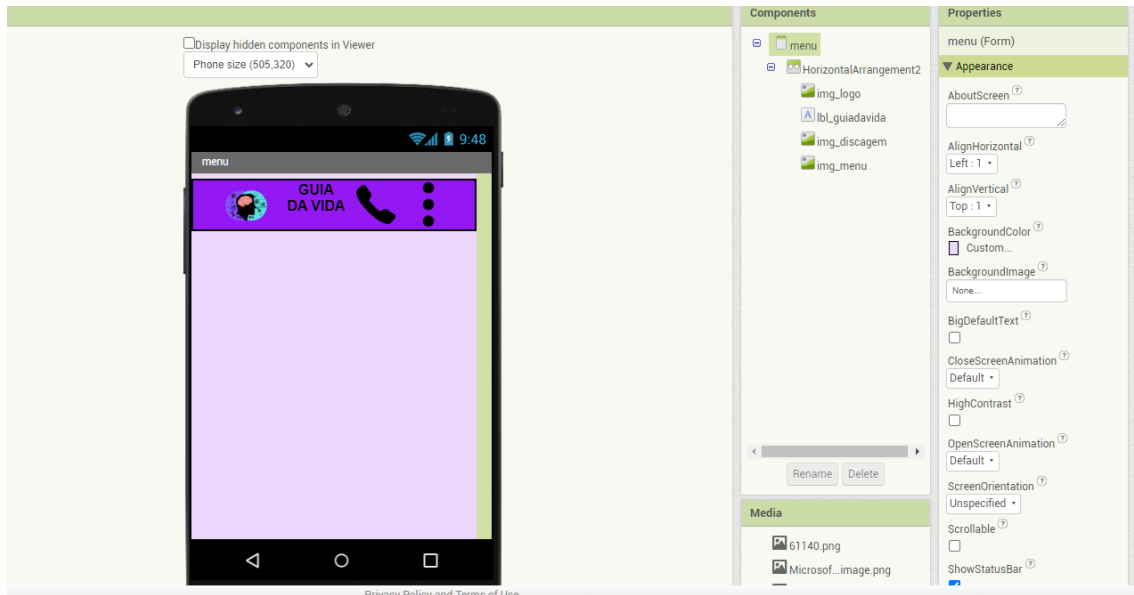 Display hidden components in Viewer
Phone size (505,320)
9:48
menu
GUIA
DA VIDA
Components
menu
HorizontalArrangement2
img_logo
A lbl_guiadavida
img_discagem
img_menu
Rename Delete
Media
61140.png
Microsof...image.png
Properties
menu (Form)
Appearance
AboutScreen ?
AlignHorizontal ?
Left : 1
AlignVertical ?
Top : 1
BackgroundColor ?
Custom...
BackgroundImage ?
None...
BigDefaultText ?
CloseScreenAnimation ?
Default
HighContrast ?
OpenScreenAnimation ?
Default
ScreenOrientation ?
Unspecified
Scrollable ?
ShowStatusBar ?
Privacy Policy and Terms of Use